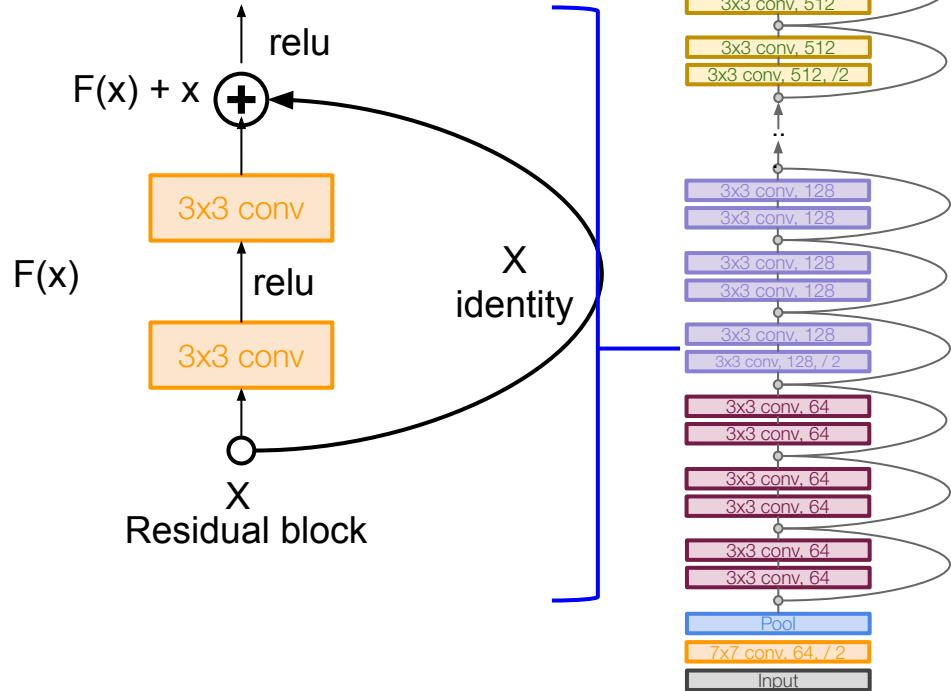 relu
F(x) + x
3x3 conv
F(x)
relu
X
identity
3x3 conv
X
Residual block
3x3 conv, 512
3x3 conv, 512
3x3 conv, 512, /2
..
3x3 conv, 128
3x3 conv, 128
3x3 conv, 128
3x3 conv, 128
3x3 conv, 128
3x3 conv, 128, / 2
3x3 conv, 64
3x3 conv, 64
3x3 conv, 64
3x3 conv, 64
3x3 conv, 64
3x3 conv, 64
Pool
7x7 conv, 64, / 2
Input